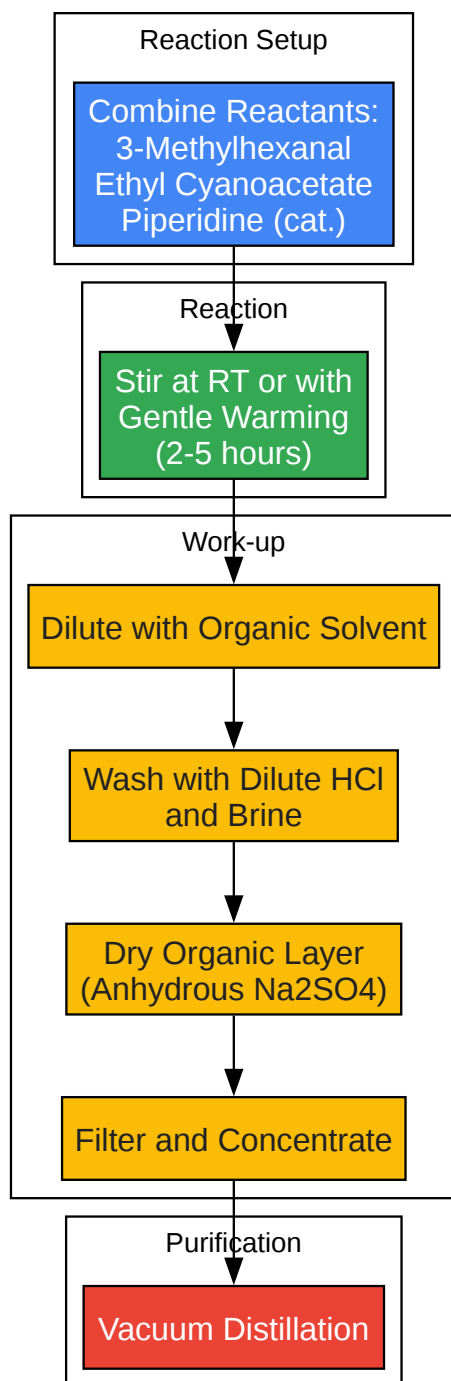 Reaction Setup
Combine Reactants:
3-Methylhexanal
Ethyl Cyanoacetate
Piperidine (cat.)
Reaction
Stir at RT or with
Gentle Warming
(2-5 hours)
Work-up
Dilute with Organic Solvent
Wash with Dilute HCl
and Brine
Dry Organic Layer
(Anhydrous Na2SO4)
Filter and Concentrate
Purification
Vacuum Distillation